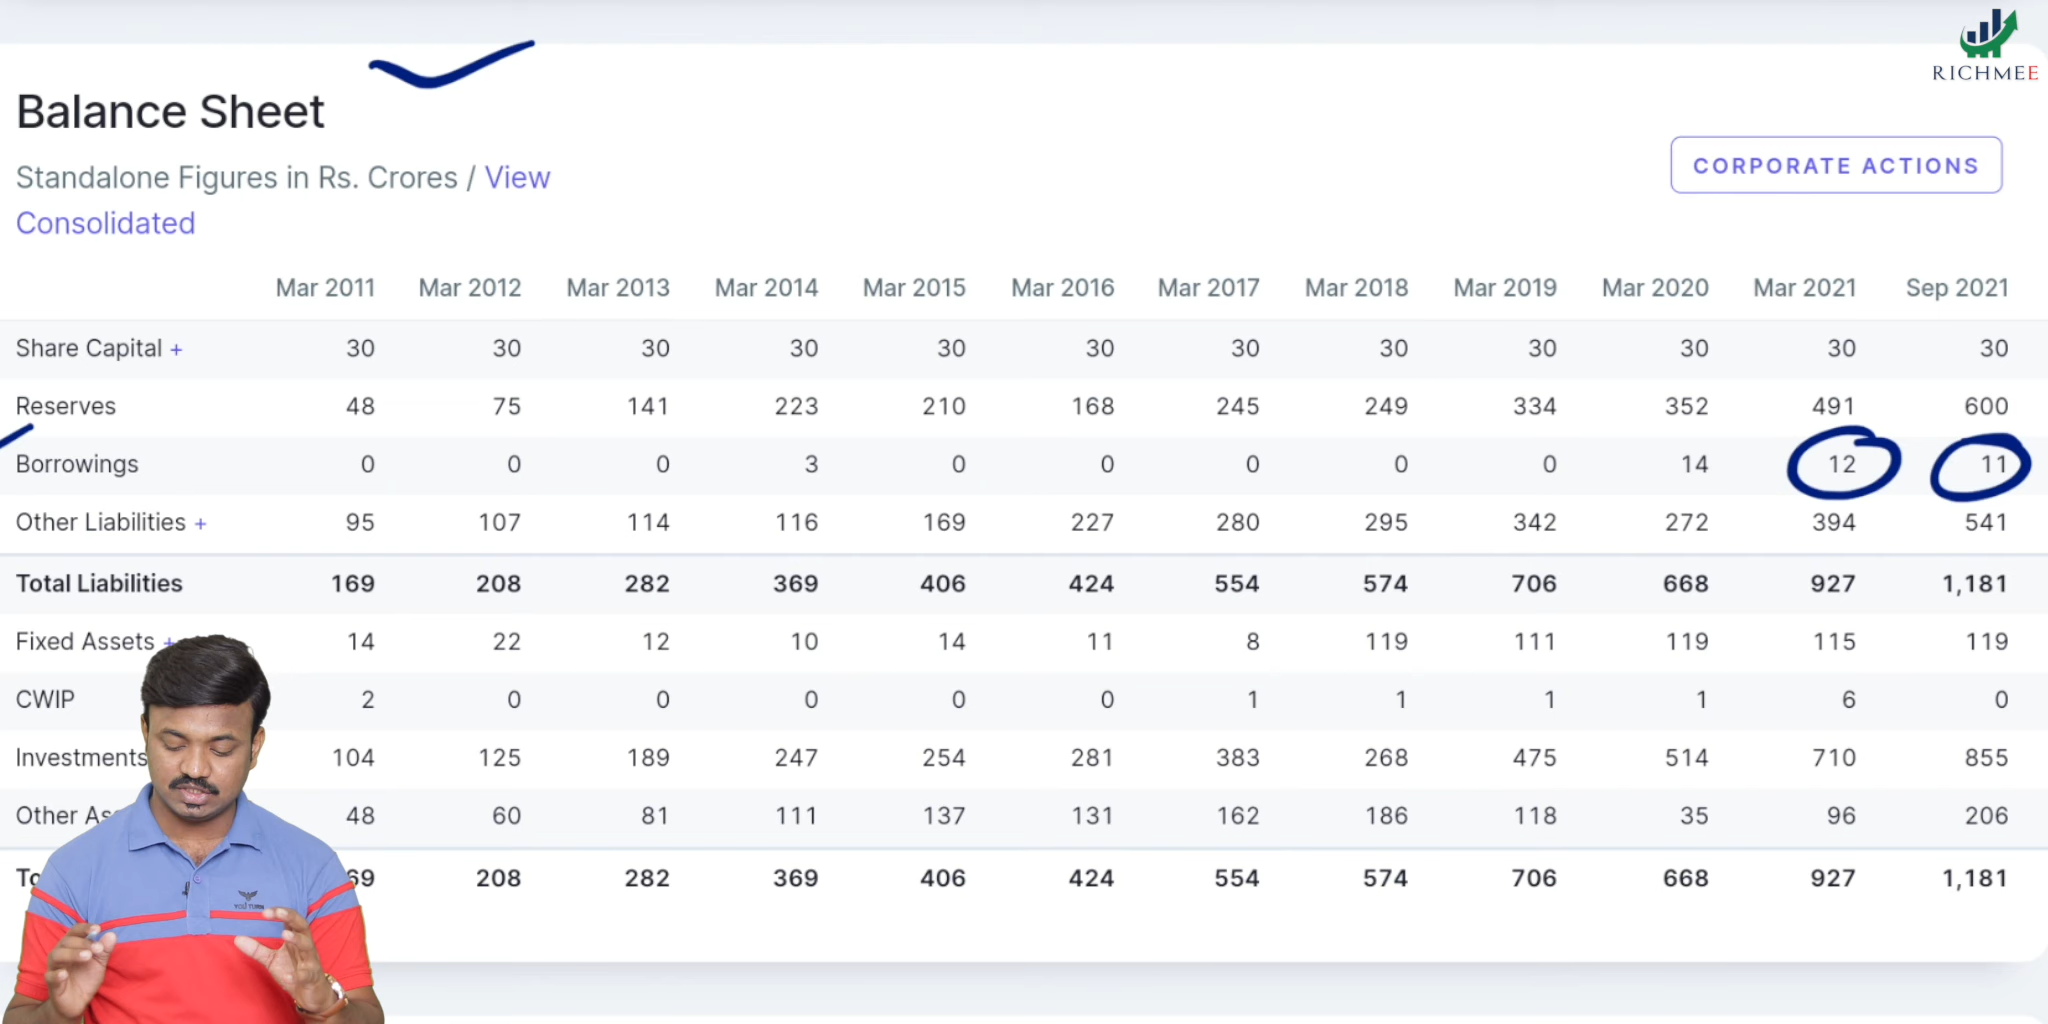 RICHMEE
Balance Sheet
Standalone Figures in Rs. Crores / View
Consolidated
CORPORATE ACTIONS
Mar 2011 Mar 2012 Mar 2013 Mar 2014 Mar 2015 Mar 2016 Mar 2017 Mar 2018 Mar 2019 Mar 2020 Mar 2021 Sep 2021
Share Capital + 30 30 30 30 30 30 30 30 30 30 30 30
Reserves 48 75 141 223 210 168 245 249 334 352 491 600
Borrowings 0 0 0 3 0 0 0 0 0 14 12 11
Other Liabilities + 95 107 114 116 169 227 280 295 342 272 394 541
Total Liabilities 169 208 282 369 406 424 554 574 706 668 927 1,181
Fixed Assets + 14 22 12 10 14 11 8 119 111 119 115 119
CWIP 2 0 0 0 0 0 1 1 1 1 6 0
Investments 104 125 189 247 254 281 383 268 475 514 710 855
Other 48 60 81 111 137 131 162 186 118 35 96 206
208 282 369 406 424 554 574 706 668 927 1,181
YOU TURN